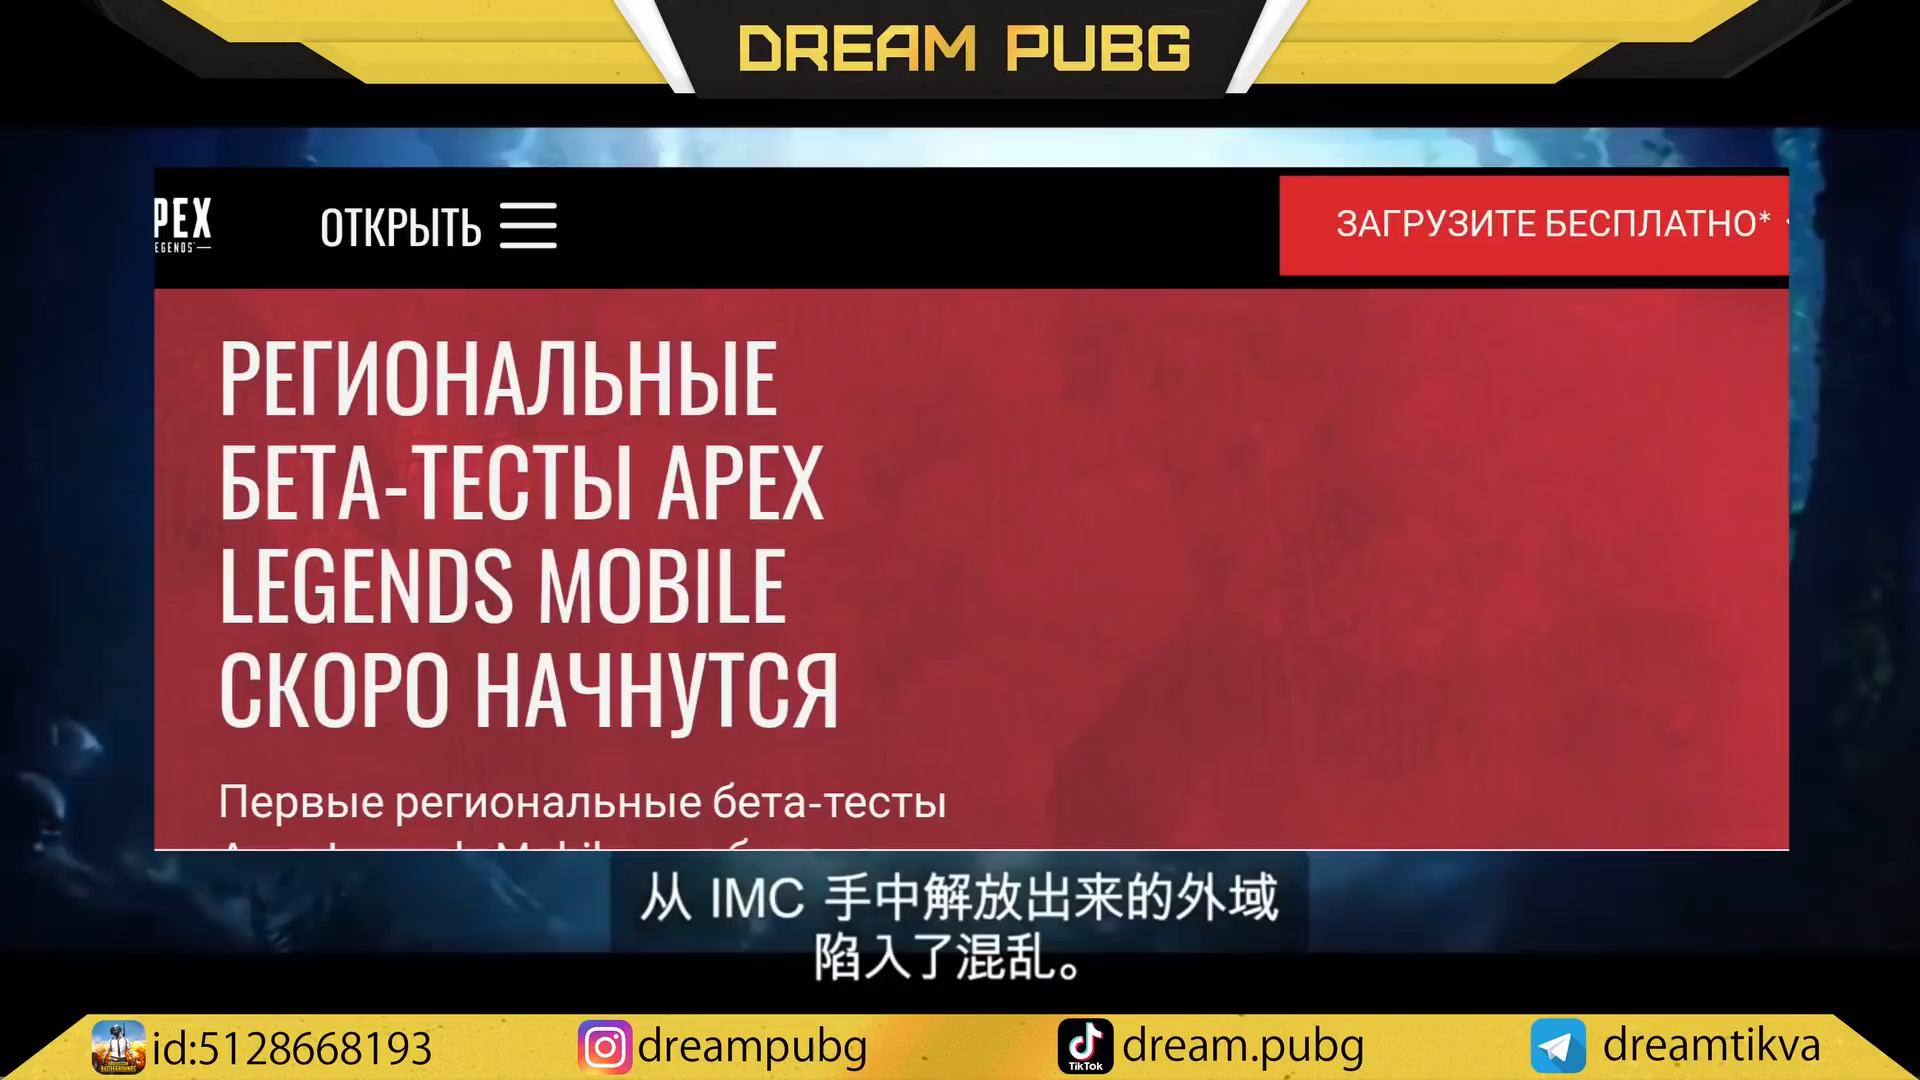 DREAM PUBG
PEX
EGENDS
ОТКРЫТЬ
ЗАГРУЗИТЕ БЕСПЛАТНО*
РЕГИОНАЛЬНЫЕ
БЕТА-ТЕСТЫ APEX
LEGENDS MOBILE
СКОРО НАЧНУТСЯ
Первые региональные бета-тесты
从 IMC 手中解放出来的外域
陷入了混乱。
id:5128668193
dreampubg
TikTok
dream.pubg
dreamtikva